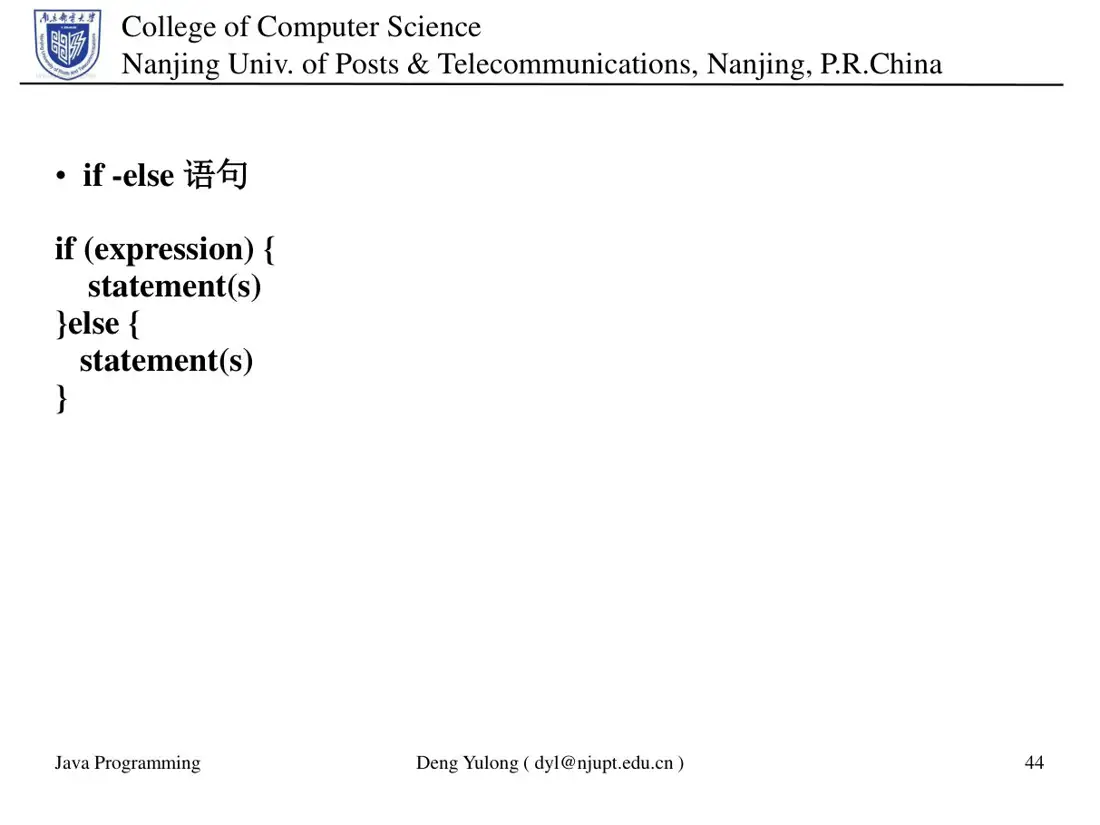 College of Computer Science
Nanjing Univ. of Posts & Telecommunications, Nanjing, P.R.China
• if -else 语句
if (expression) {
statement(s)
}else {
statement(s)
}
Java Programming
Deng Yulong ( dyl@njupt.edu.cn )
44